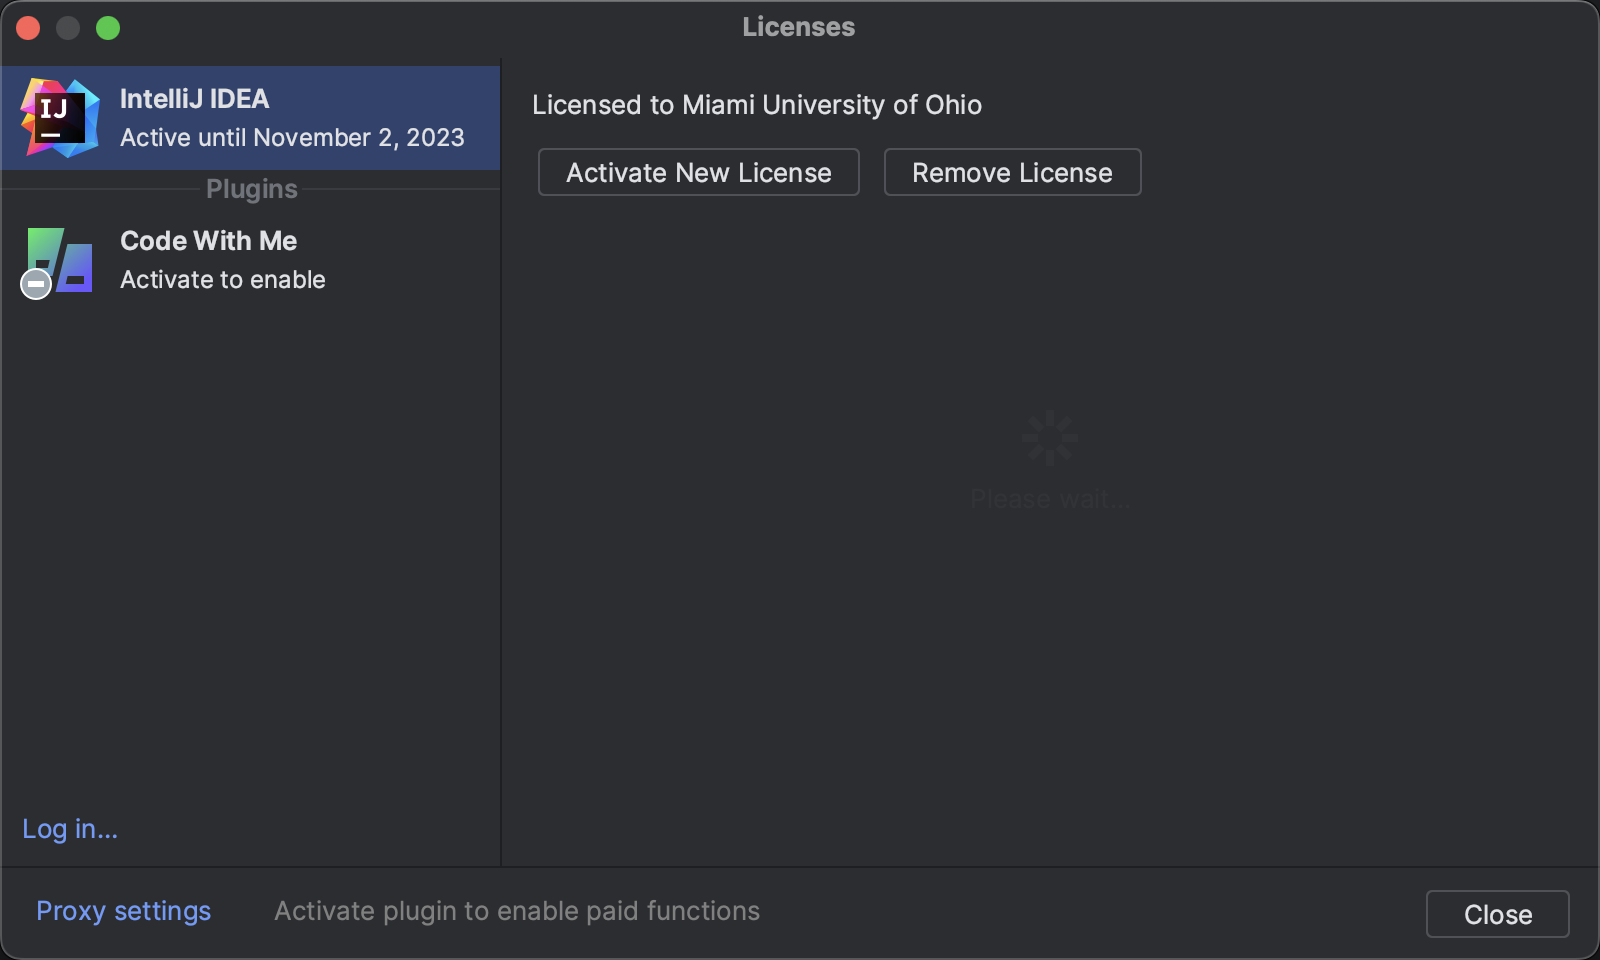 Licenses
IJ
IntelliJ IDEA
Active until November 2, 2023
Plugins
Code With Me
Activate to enable
Log in...
Licensed to Miami University of Ohio
Activate New License
Remove License
Please wait...
Proxy settings
Activate plugin to enable paid functions
Close